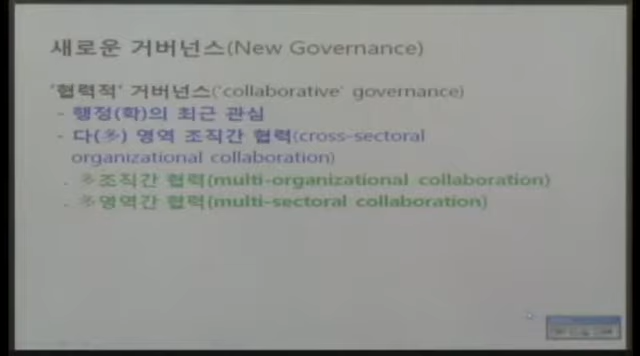 새로운 거버넌스(New Governance)
'협력적' 거버넌스('collaborative' governance)
- 행정(학)의 최근 관심
- 다(多) 영역 조직간 협력(cross-sectoral
organizational collaboration)
. 多조직간 협력(multi-organizational collaboration)
. 多영역간 협력(multi-sectoral collaboration)